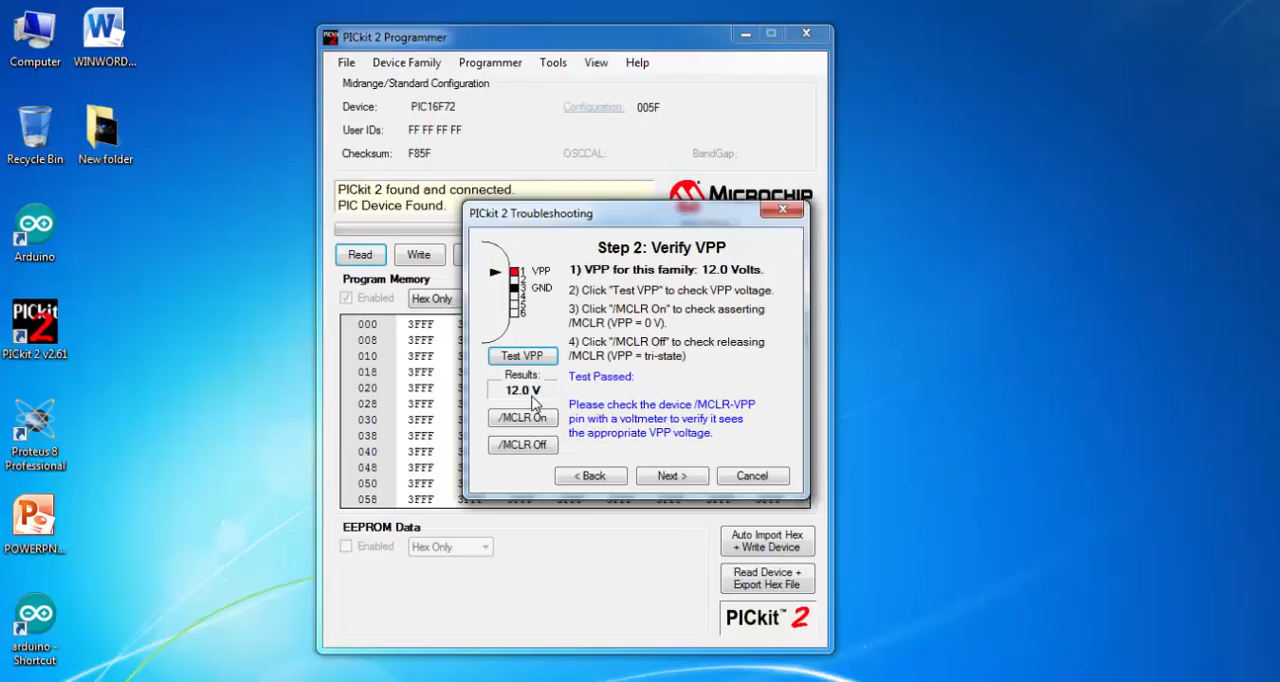 Computer
WINWORD...
Recycle Bin
New folder
Arduino
PICkit
2
PICkit 2 v2.61
Proteus 8
Professional
POWERPN...
arduino -
Shortcut
PICkit 2 Programmer
File Device Family Programmer Tools View Help
Midrange/Standard Configuration
Device: PIC16F72 Configuration: 005F
User IDs: FF FF FF FF
Checksum: F85F OSCCAL: BandGap:
PICkit 2 found and connected.
PIC Device Found.
MICROCHIP
Read Write
Program Memory
Enabled Hex Only
000 3FFF
008 3FFF
010 3FFF
018 3FFF
020 3FFF
028 3FFF
030 3FFF
038 3FFF
040 3FFF
048 3FFF
050 3FFF
058 3FFF
EEPROM Data
Enabled Hex Only
Auto Import Hex
+ Write Device
Read Device +
Export Hex File
PICkit™ 2
PICkit 2 Troubleshooting
Step 2: Verify VPP
1 VPP
2
3 GND
4
5
6
1) VPP for this family: 12.0 Volts.
2) Click "Test VPP" to check VPP voltage.
3) Click "/MCLR On" to check asserting
/MCLR (VPP = 0 V).
4) Click "/MCLR Off" to check releasing
/MCLR (VPP = tri-state)
Test VPP
Results:
12.0 V
/MCLR On
/MCLR Off
Test Passed:
Please check the device /MCLR-VPP
pin with a voltmeter to verify it sees
the appropriate VPP voltage.
< Back Next > Cancel